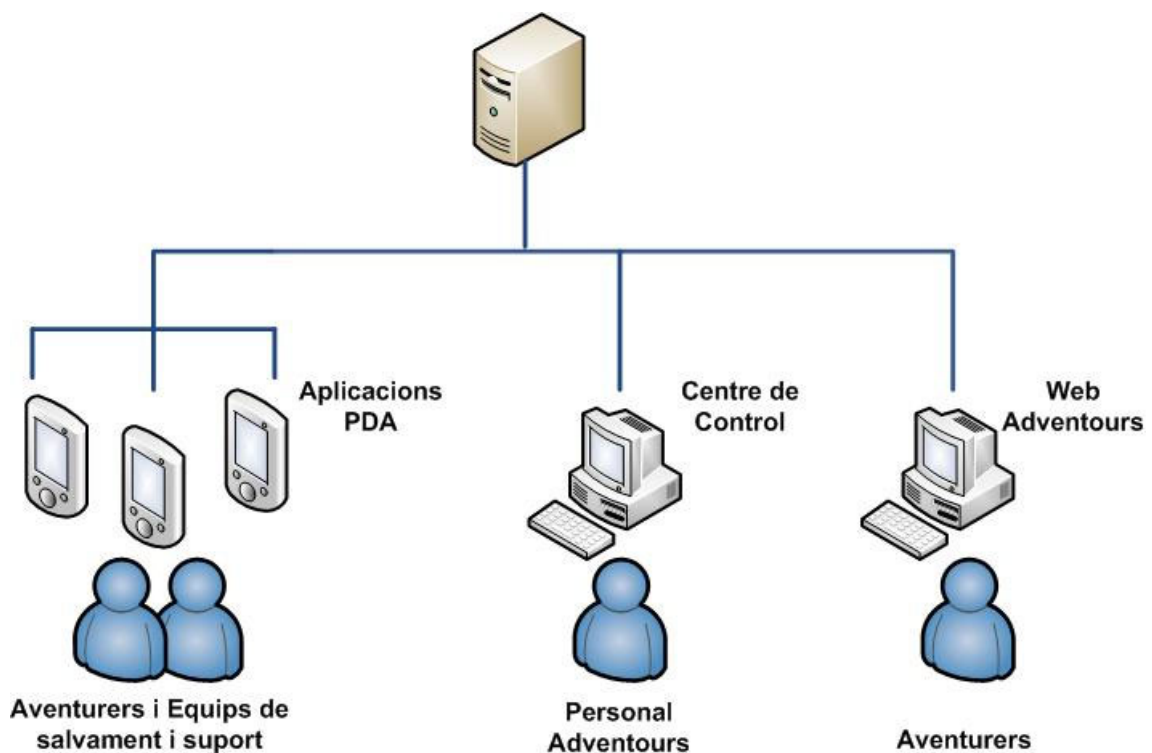 Aplicacions
PDA
Centre de
Control
Web
Adventours
Aventurers i Equips de
salvament i suport
Personal
Adventours
Aventurers